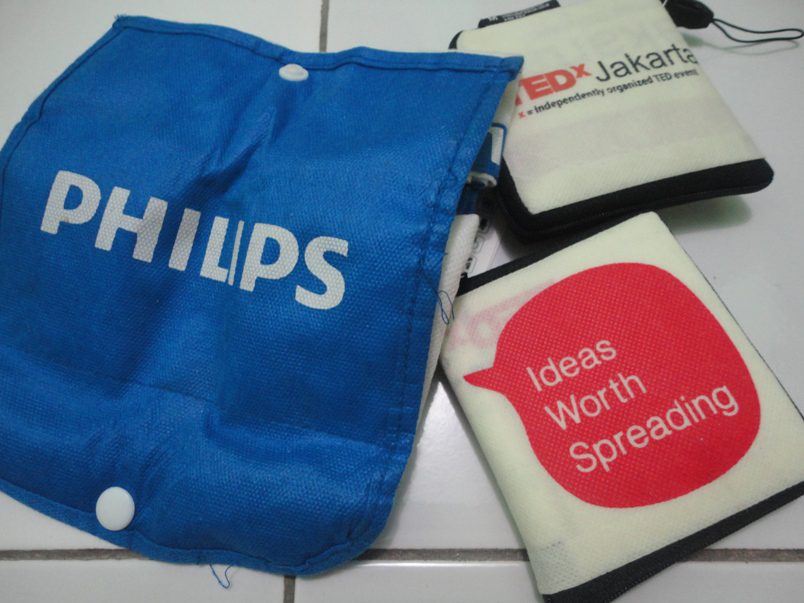 PHILIPS
TEDx Jakarta
x = independently organized TED event
Ideas
Worth
Spreading